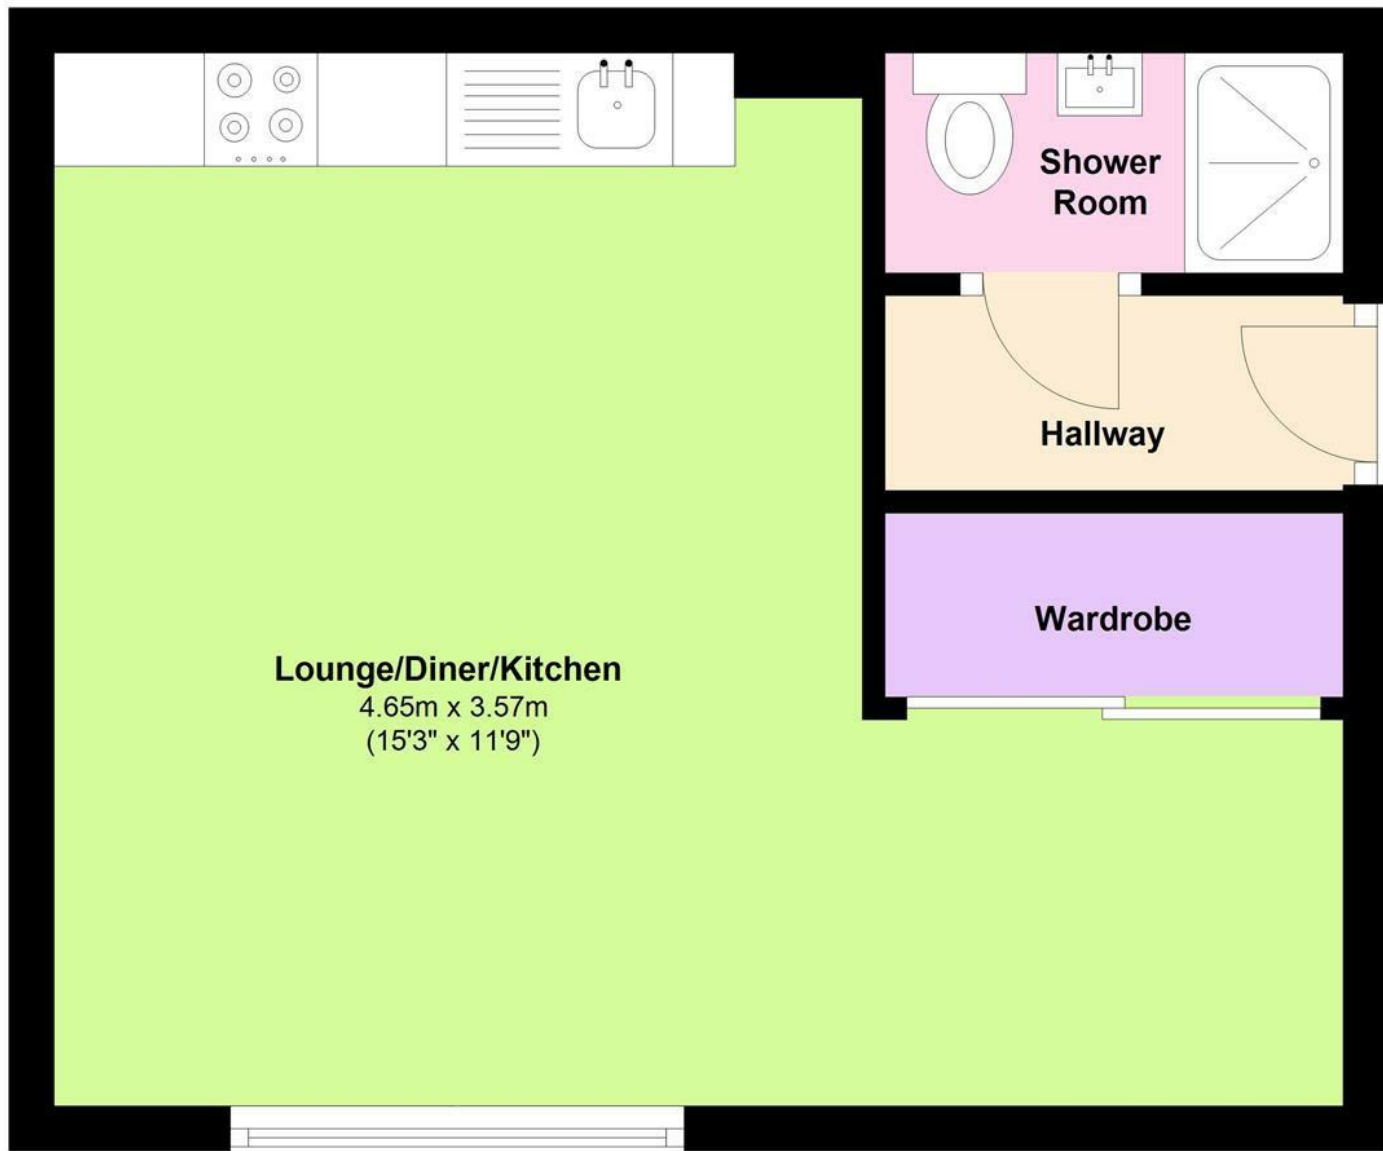 Shower
Room
Hallway
Wardrobe
Lounge/Diner/Kitchen
4.65m x 3.57m
(15'3" x 11'9")